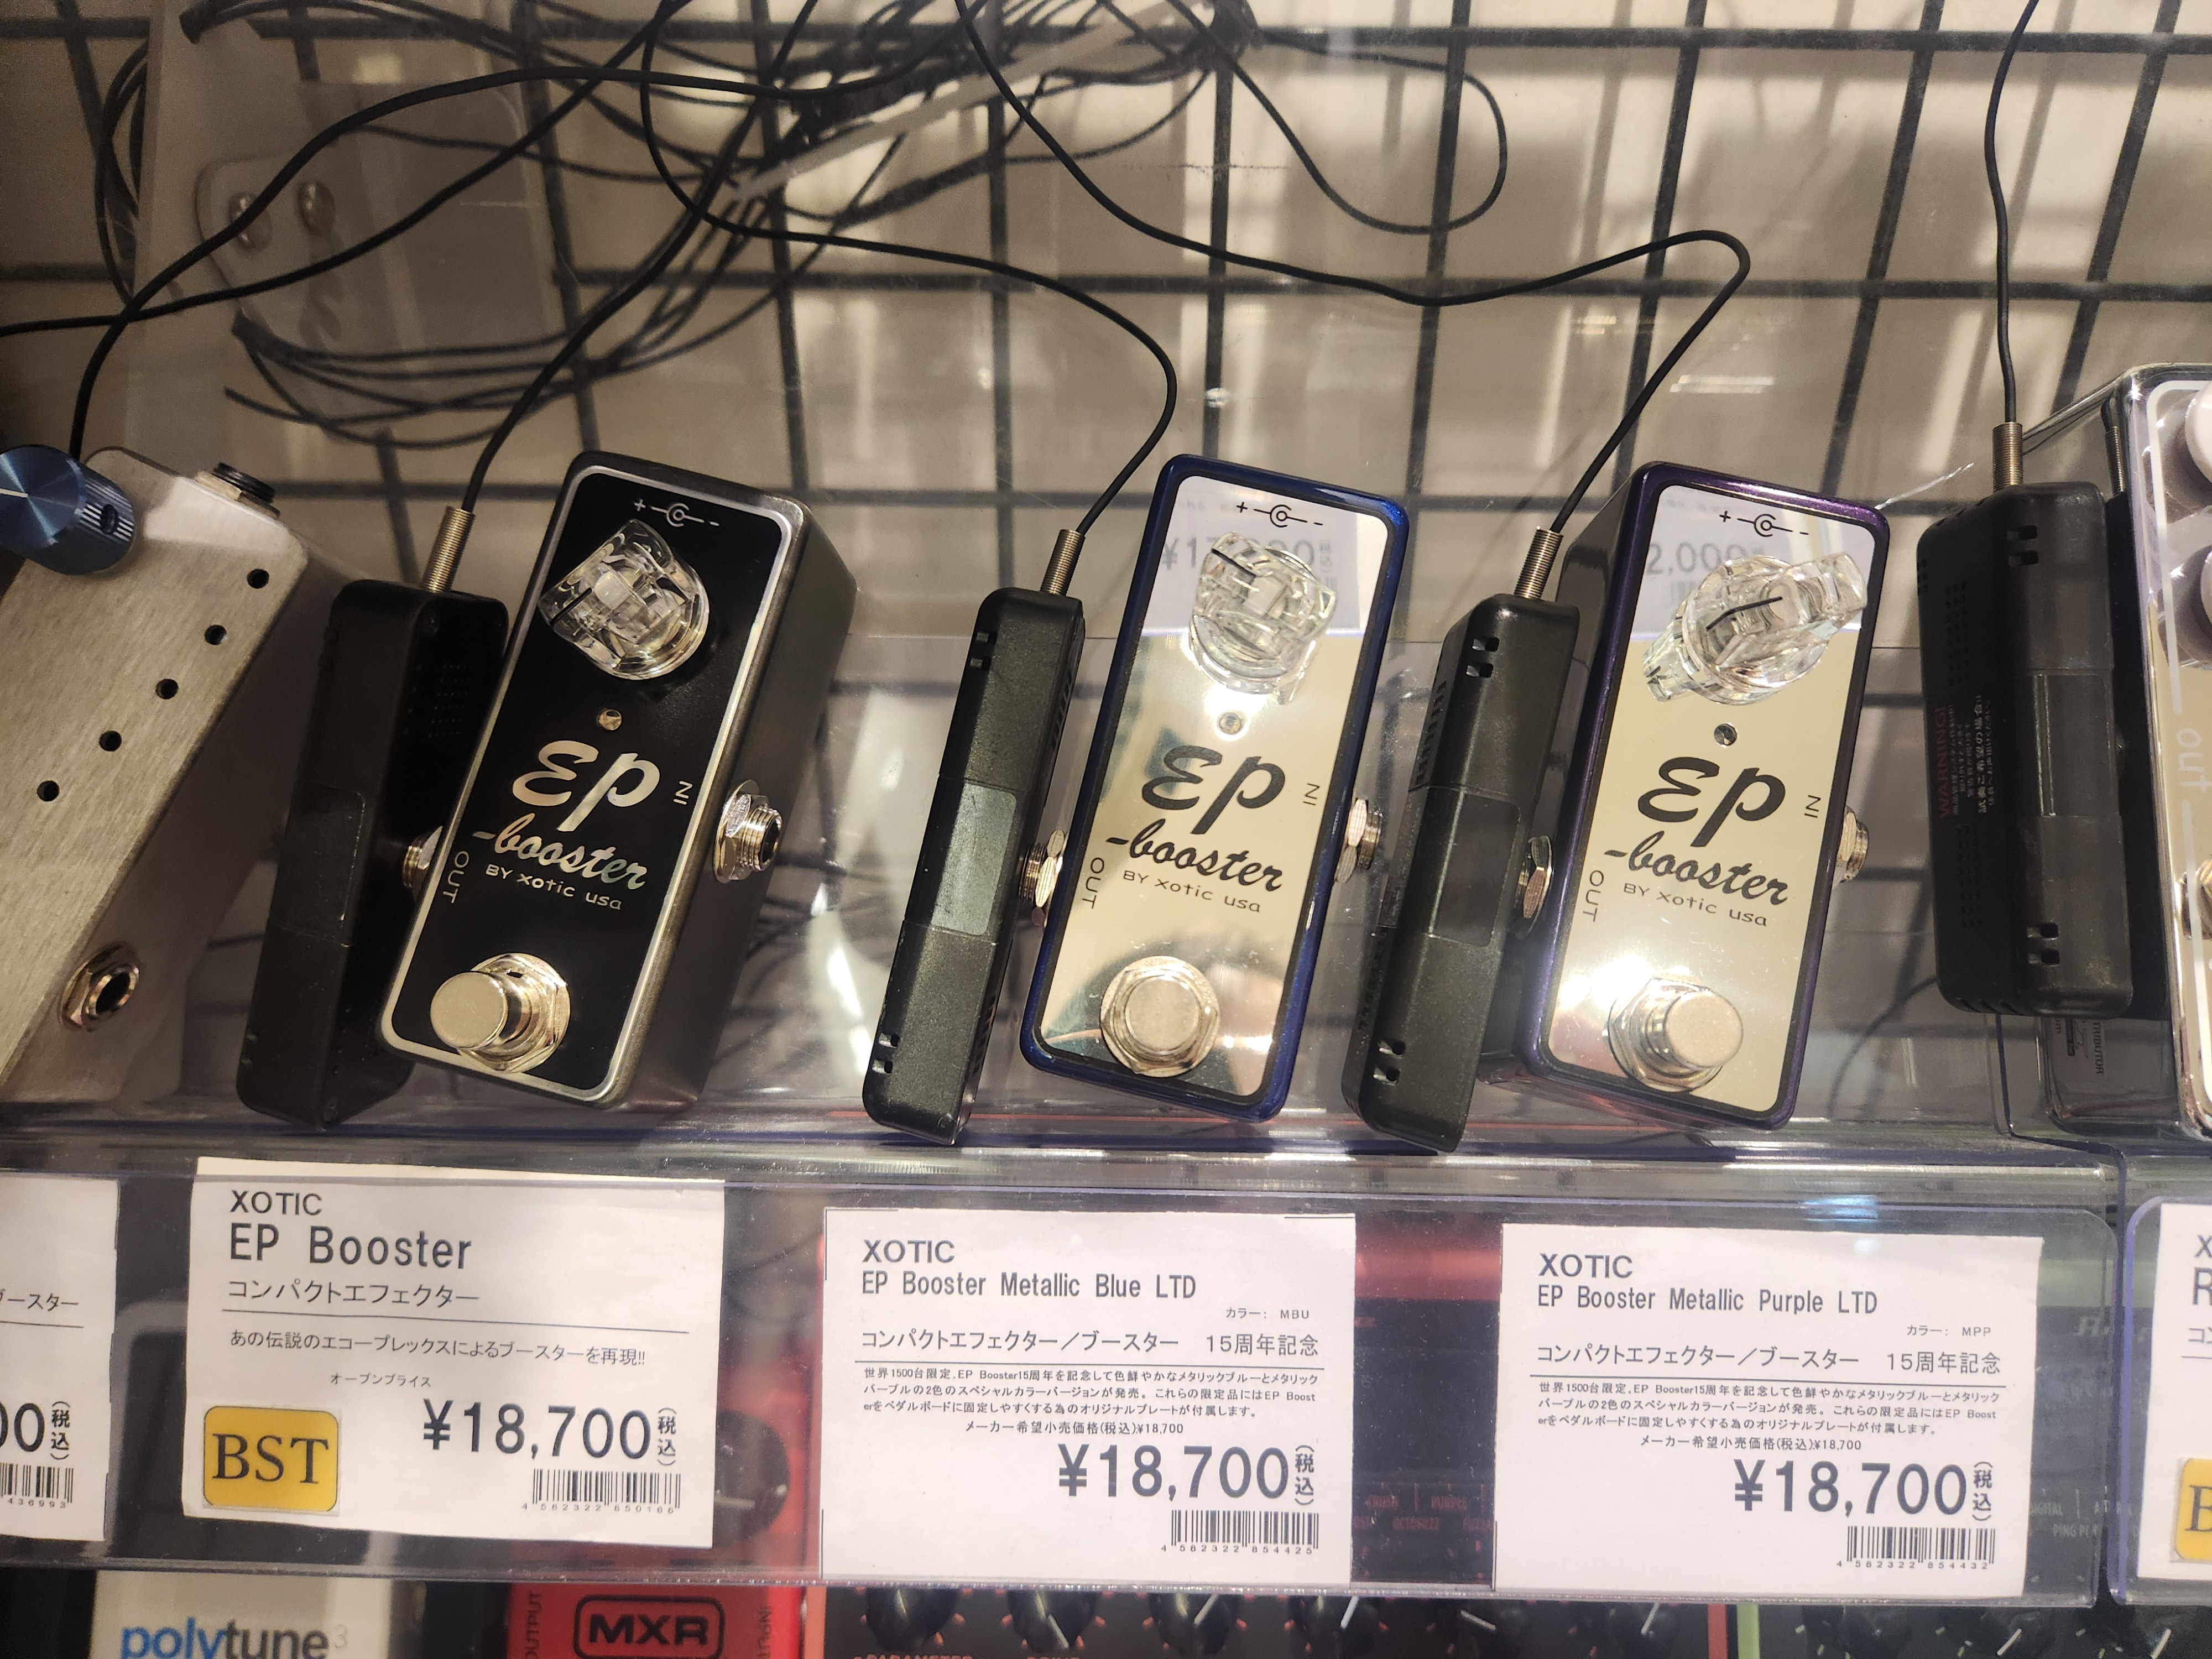 + -
EP
-booster
BY xotic usa
IN
OUT
+ -
EP
-booster
BY xotic usa
IN
OUT
+ -
EP
-booster
BY xotic usa
IN
OUT
WARNING!
OUT
ブースター
(税込)
436993
XOTIC
EP Booster
コンパクトエフェクター
あの伝説のエコープレックスによるブースターを再現!!
オープンプライス
BST
¥18,700(税込)
4 582322 650166
XOTIC
EP Booster Metallic Blue LTD
カラー: MBU
コンパクトエフェクター/ブースター 15周年記念
世界1500台限定.EP Booster15周年を記念して色鮮やかなメタリックブルーとメタリック
パープルの2色のスペシャルカラーバージョンが発売。これらの限定品にはEP Boost
erをペダルボードに固定しやすくする為のオリジナルプレートが付属します。
メーカー希望小売価格(税込)¥18,700
¥18,700(税込)
4 582322 854425
XOTIC
EP Booster Metallic Purple LTD
カラー: MPP
コンパクトエフェクター/ブースター 15周年記念
世界1500台限定.EP Booster15周年を記念して色鮮やかなメタリックブルーとメタリック
パープルの2色のスペシャルカラーバージョンが発売。これらの限定品にはEP Boost
erをペダルボードに固定しやすくする為のオリジナルプレートが付属します。
メーカー希望小売価格(税込)¥18,700
¥18,700(税込)
4 582322 854432
polytune3
OUTPUT
MXR
INPUT